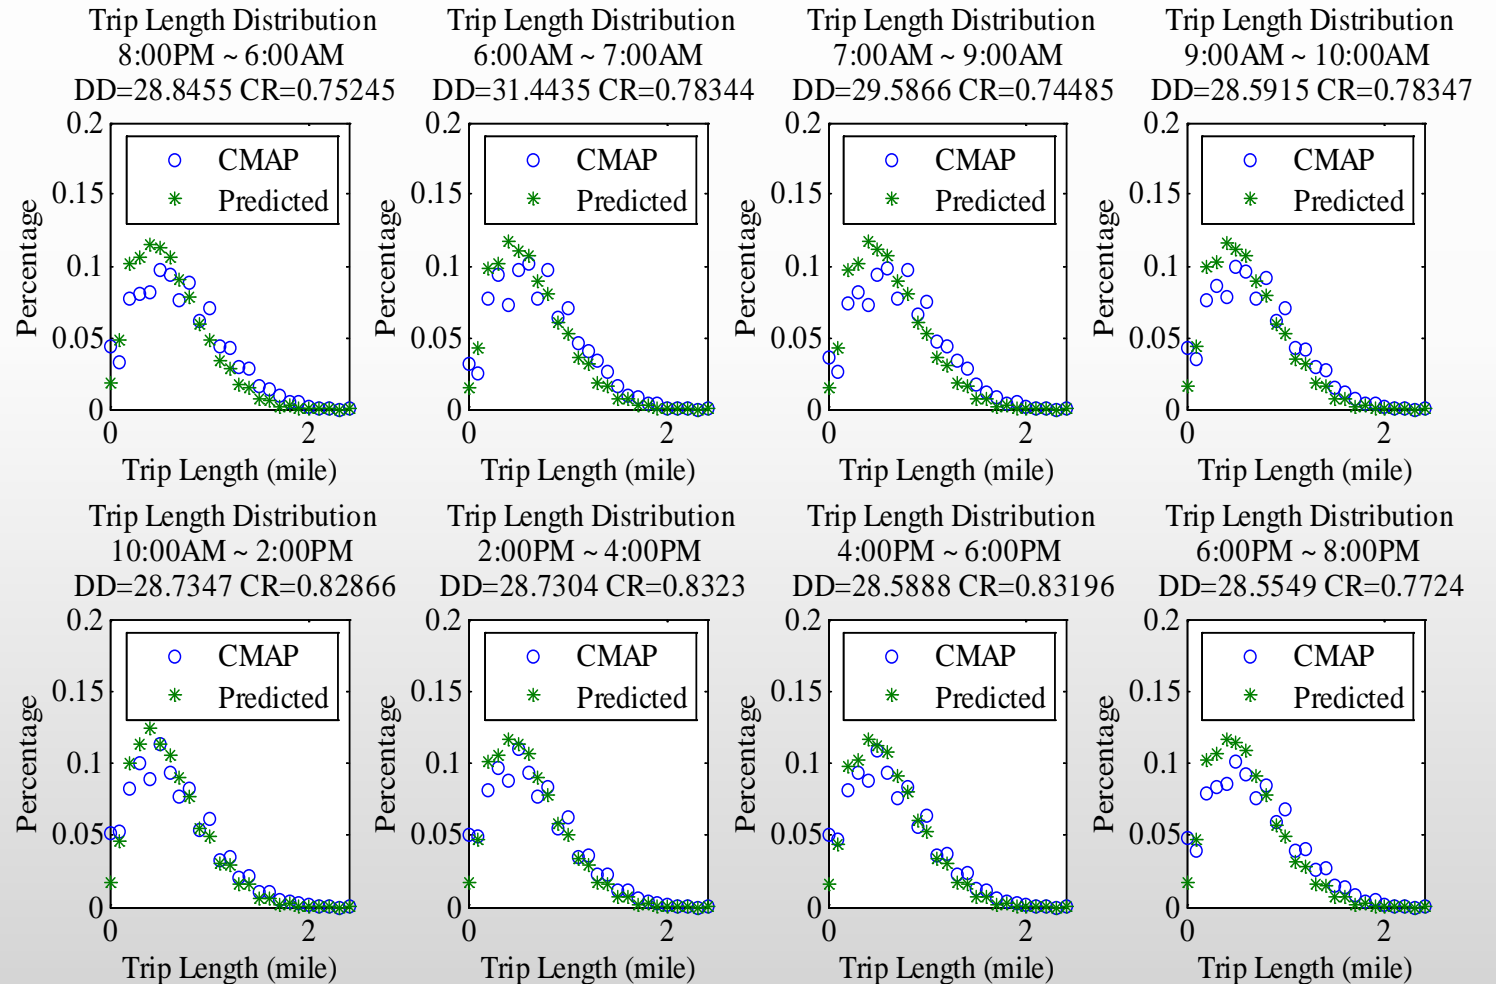 Trip Length Distribution
8:00PM ~ 6:00AM
DD=28.8455 CR=0.75245
0.2
0.15
0.1
0.05
0
Percentage
CMAP
Predicted
0 2
Trip Length (mile)
Trip Length Distribution
6:00AM ~ 7:00AM
DD=31.4435 CR=0.78344
0.2
0.15
0.1
0.05
0
Percentage
CMAP
Predicted
0 2
Trip Length (mile)
Trip Length Distribution
7:00AM ~ 9:00AM
DD=29.5866 CR=0.74485
0.2
0.15
0.1
0.05
0
Percentage
CMAP
Predicted
0 2
Trip Length (mile)
Trip Length Distribution
9:00AM ~ 10:00AM
DD=28.5915 CR=0.78347
0.2
0.15
0.1
0.05
0
Percentage
CMAP
Predicted
0 2
Trip Length (mile)
Trip Length Distribution
10:00AM ~ 2:00PM
DD=28.7347 CR=0.82866
0.2
0.15
0.1
0.05
0
Percentage
CMAP
Predicted
0 2
Trip Length (mile)
Trip Length Distribution
2:00PM ~ 4:00PM
DD=28.7304 CR=0.8323
0.2
0.15
0.1
0.05
0
Percentage
CMAP
Predicted
0 2
Trip Length (mile)
Trip Length Distribution
4:00PM ~ 6:00PM
DD=28.5888 CR=0.83196
0.2
0.15
0.1
0.05
0
Percentage
CMAP
Predicted
0 2
Trip Length (mile)
Trip Length Distribution
6:00PM ~ 8:00PM
DD=28.5549 CR=0.7724
0.2
0.15
0.1
0.05
0
Percentage
CMAP
Predicted
0 2
Trip Length (mile)